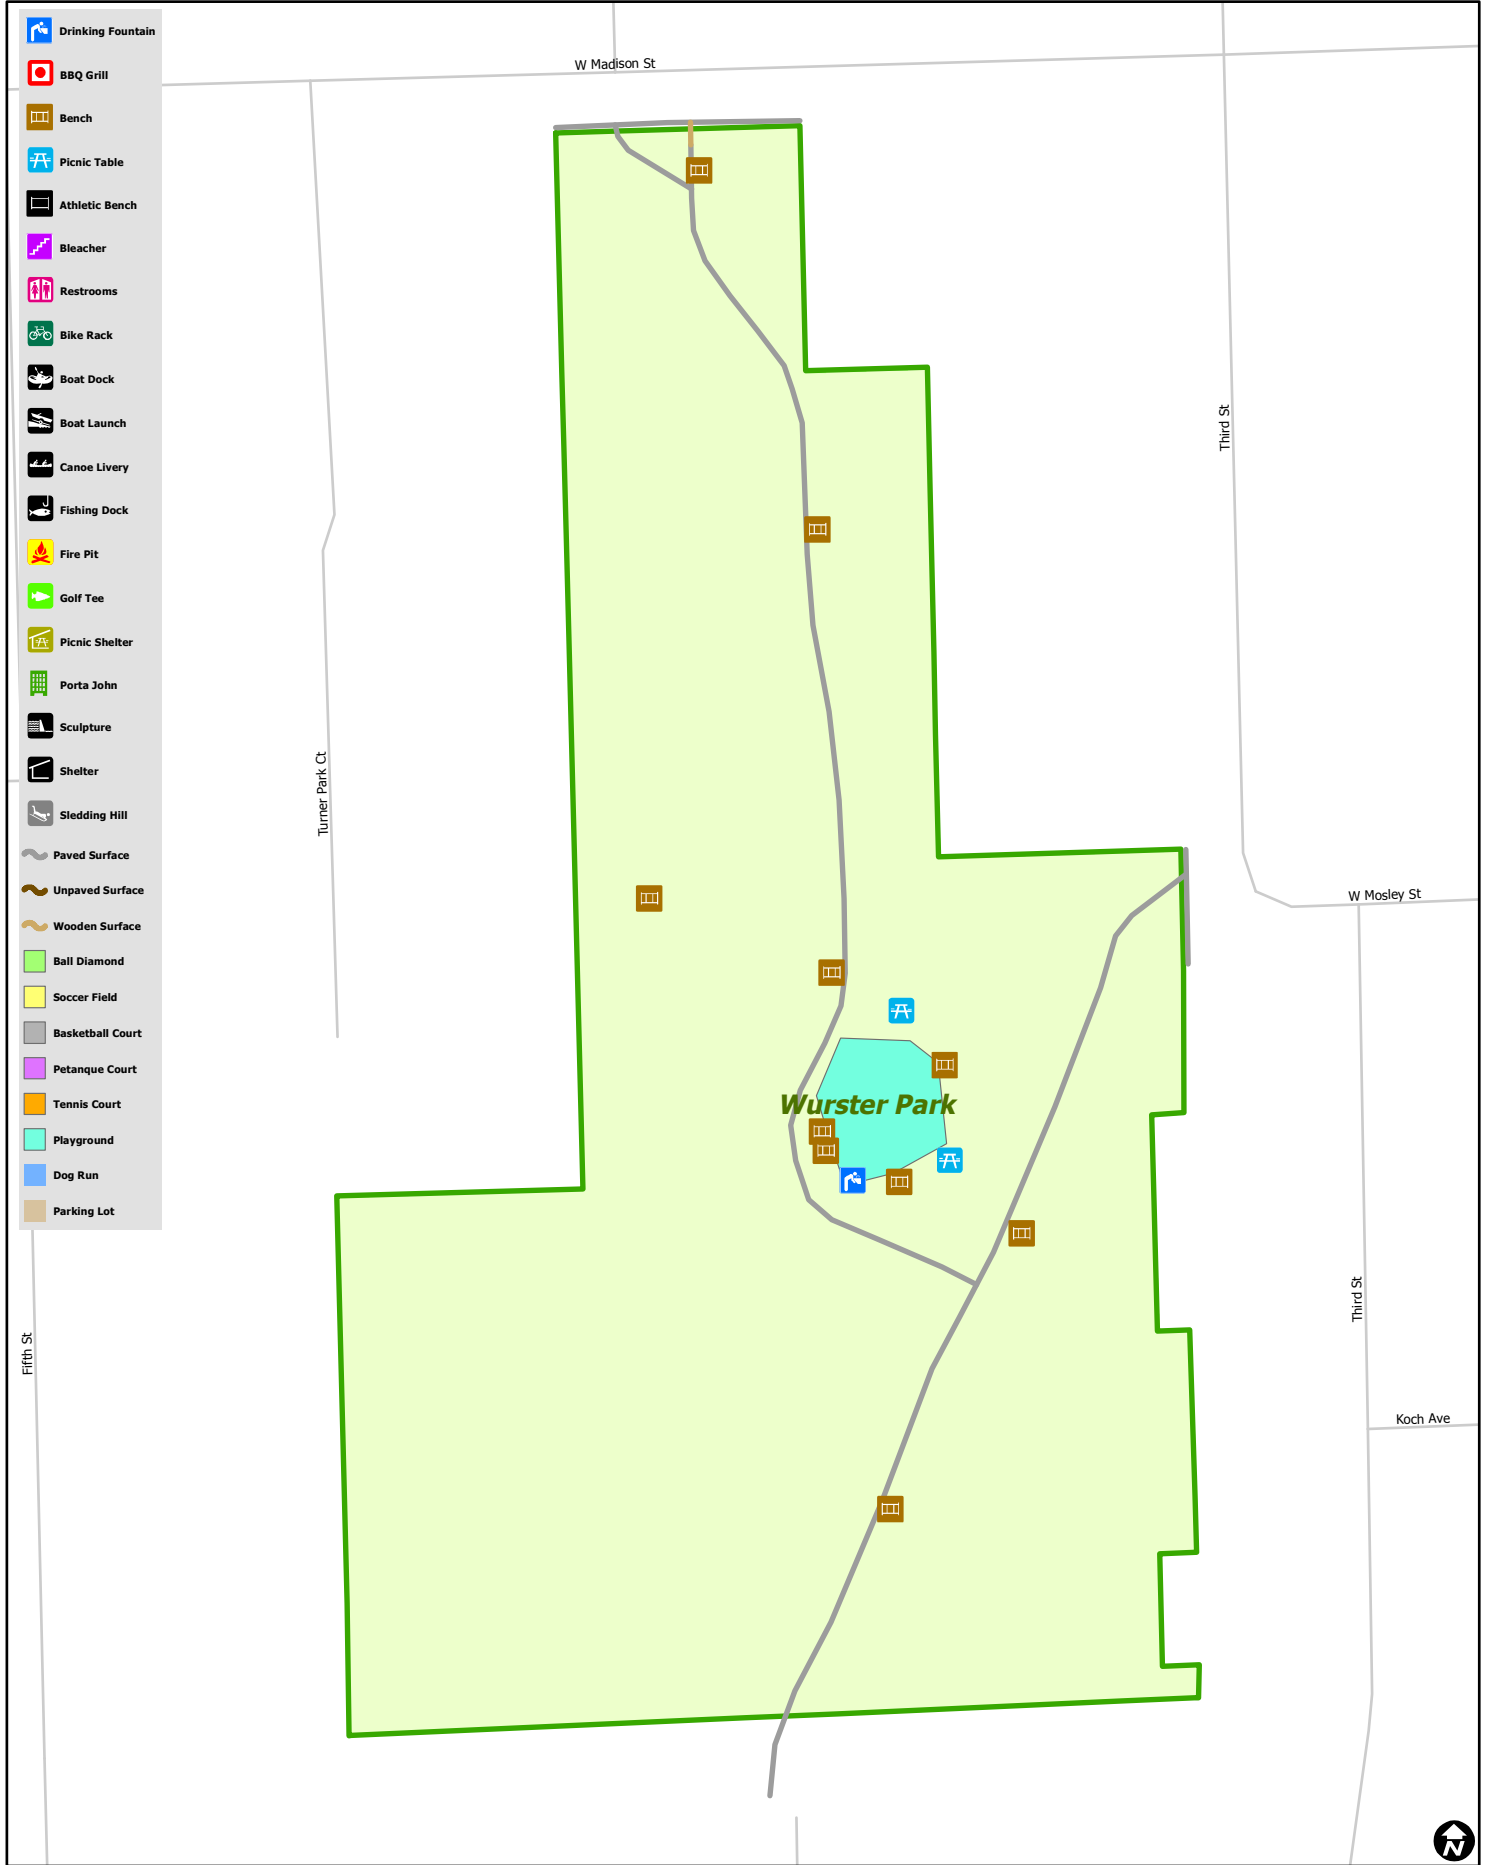 Drinking Fountain
BBQ Grill
Bench
Picnic Table
Athletic Bench
Bleacher
Restrooms
Bike Rack
Boat Dock
Boat Launch
Canoe Livery
Fishing Dock
Fire Pit
Golf Tee
Picnic Shelter
Porta John
Sculpture
Shelter
Sledding Hill
Paved Surface
Unpaved Surface
Wooden Surface
Ball Diamond
Soccer Field
Basketball Court
Petanque Court
Tennis Court
Playground
Dog Run
Parking Lot
W Madison St
Third St
Turner Park Ct
W Mosley St
Wurster Park
Third St
Fifth St
Koch Ave
N